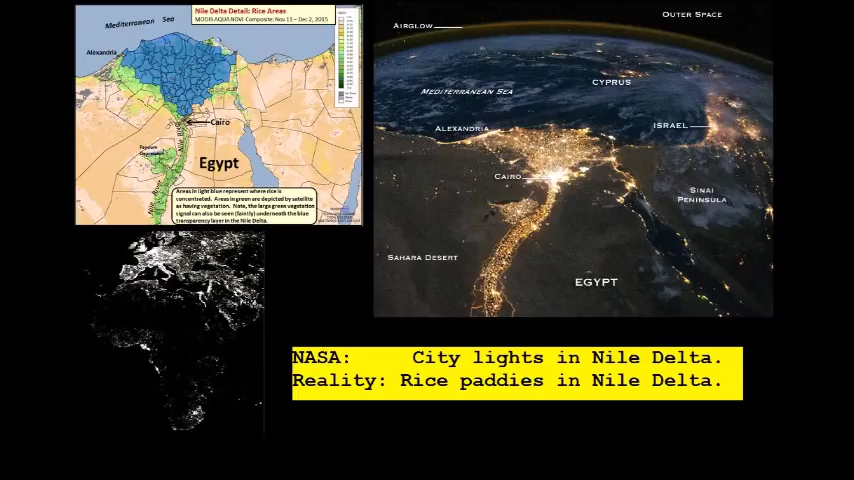 Nile Delta Detail: Rice Areas
MODIS AQUA NDVI Composite: Nov 11 – Dec 2, 2015
Mediterranean Sea
Alexandria
Cairo
Nile River
Fayoum
Depression
Egypt
Nile
Areas in light blue represent where rice is
concentrated. Areas in green are depicted by satellite
as having vegetation. Note, the large green vegetation
signal can also be seen (faintly) underneath the blue
transparency layer in the Nile Delta.
AIRGLOW
OUTER SPACE
CYPRUS
MEDITERRANEAN SEA
ALEXANDRIA
ISRAEL
CAIRO
SINAI
PENINSULA
SAHARA DESERT
EGYPT
NASA: City lights in Nile Delta.
Reality: Rice paddies in Nile Delta.